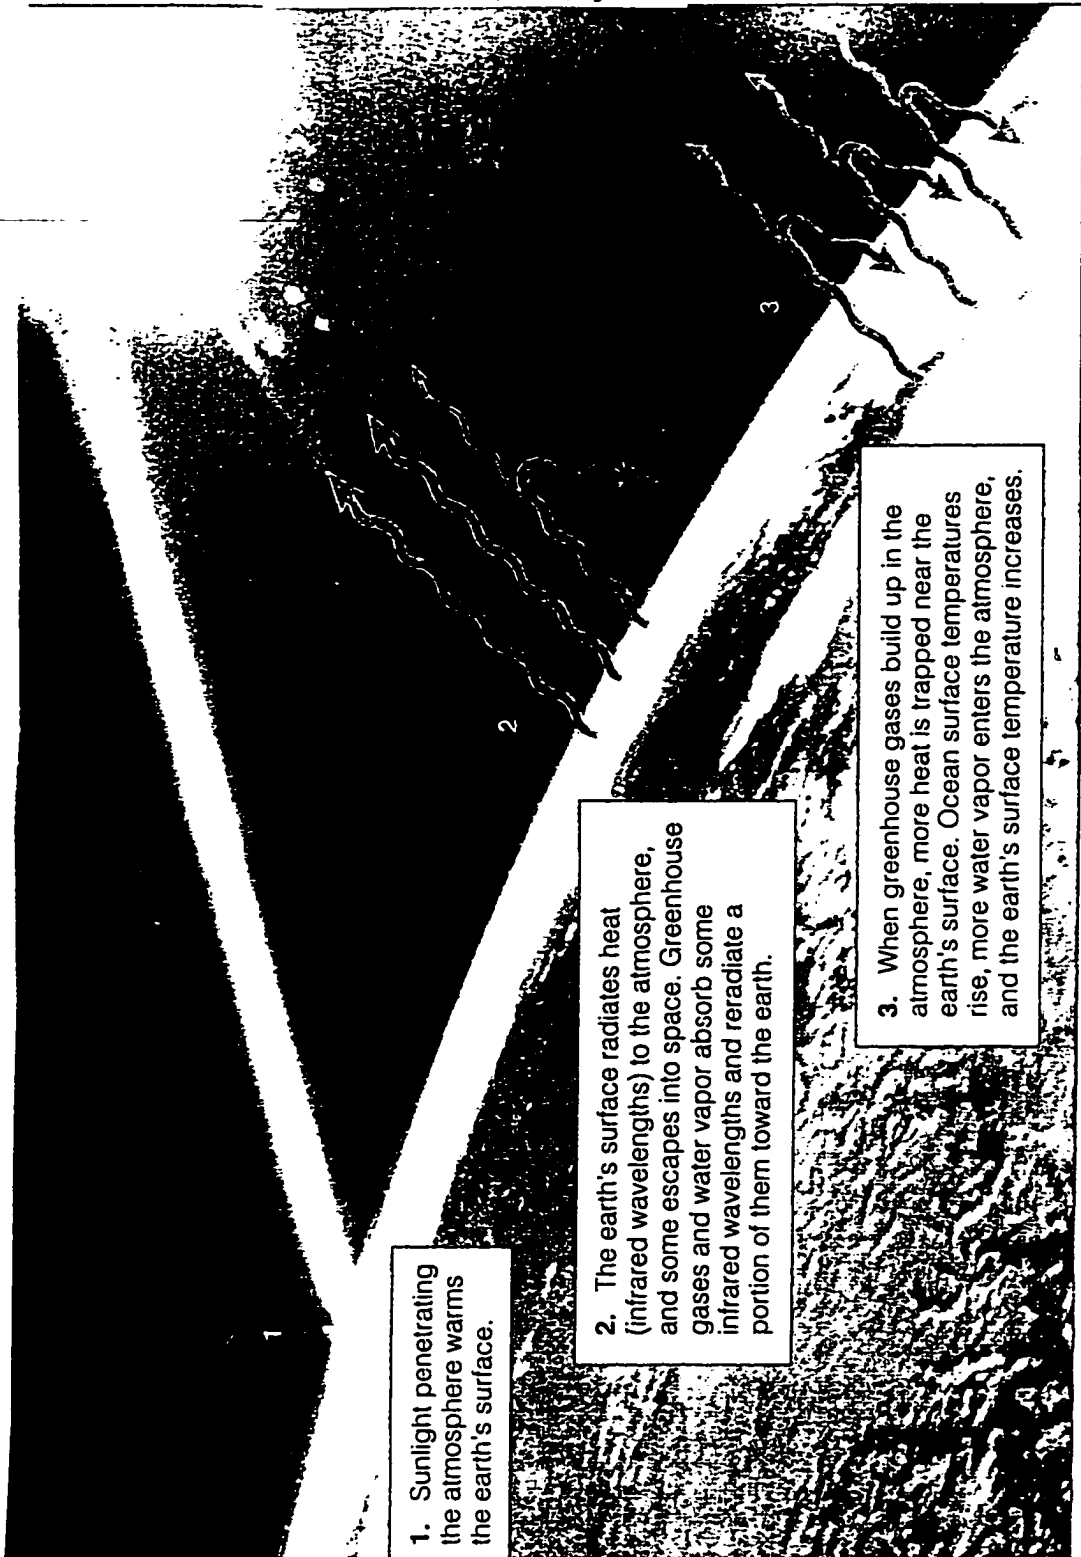 1
2
3
1. Sunlight penetrating
the atmosphere warms
the earth's surface.
2. The earth's surface radiates heat
(infrared wavelengths) to the atmosphere,
and some escapes into space. Greenhouse
gases and water vapor absorb some
infrared wavelengths and reradiate a
portion of them toward the earth.
3. When greenhouse gases build up in the
atmosphere, more heat is trapped near the
earth's surface. Ocean surface temperatures
rise, more water vapor enters the atmosphere,
and the earth's surface temperature increases.